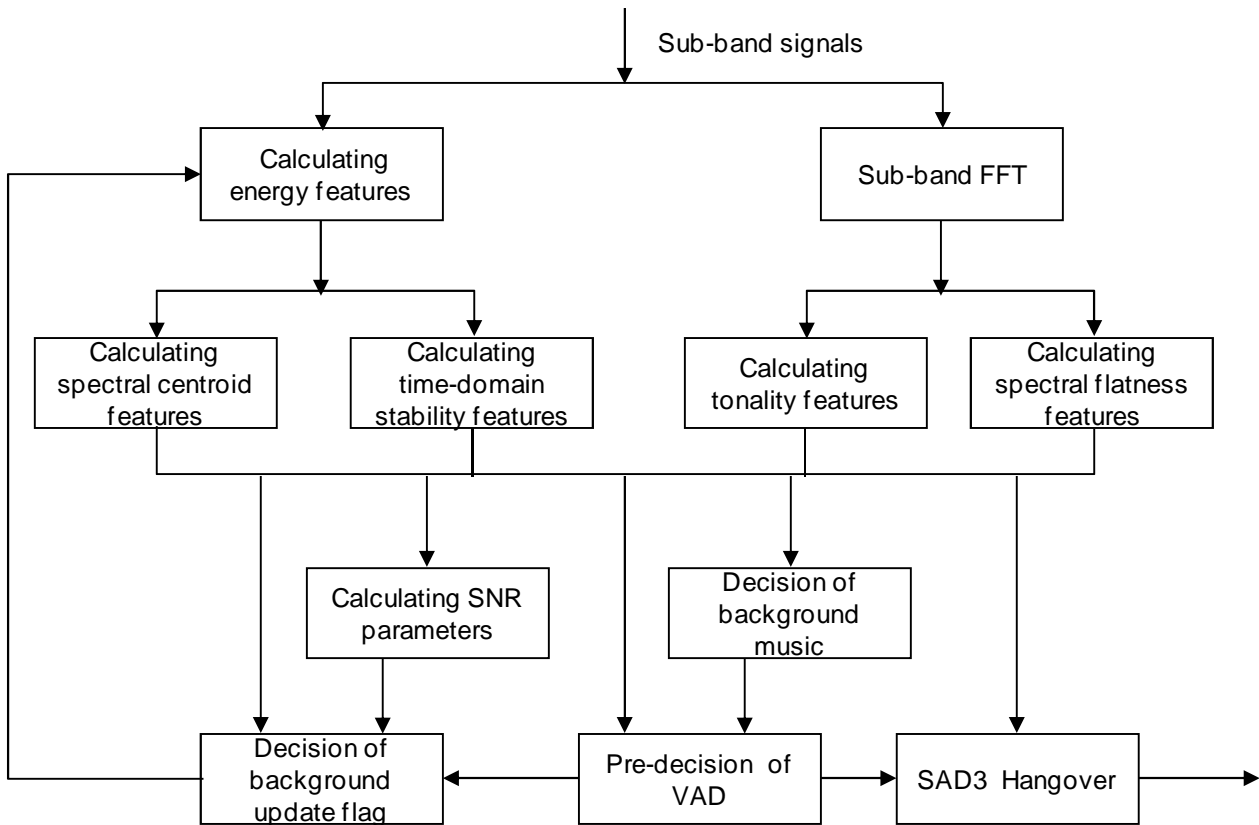 Sub-band signals
Calculating
energy features
Sub-band FFT
Calculating
spectral centroid
features
Calculating
time-domain
stability features
Calculating
tonality features
Calculating
spectral flatness
features
Calculating SNR
parameters
Decision of
background
music
Decision of
background
update flag
Pre-decision of
VAD
SAD3 Hangover